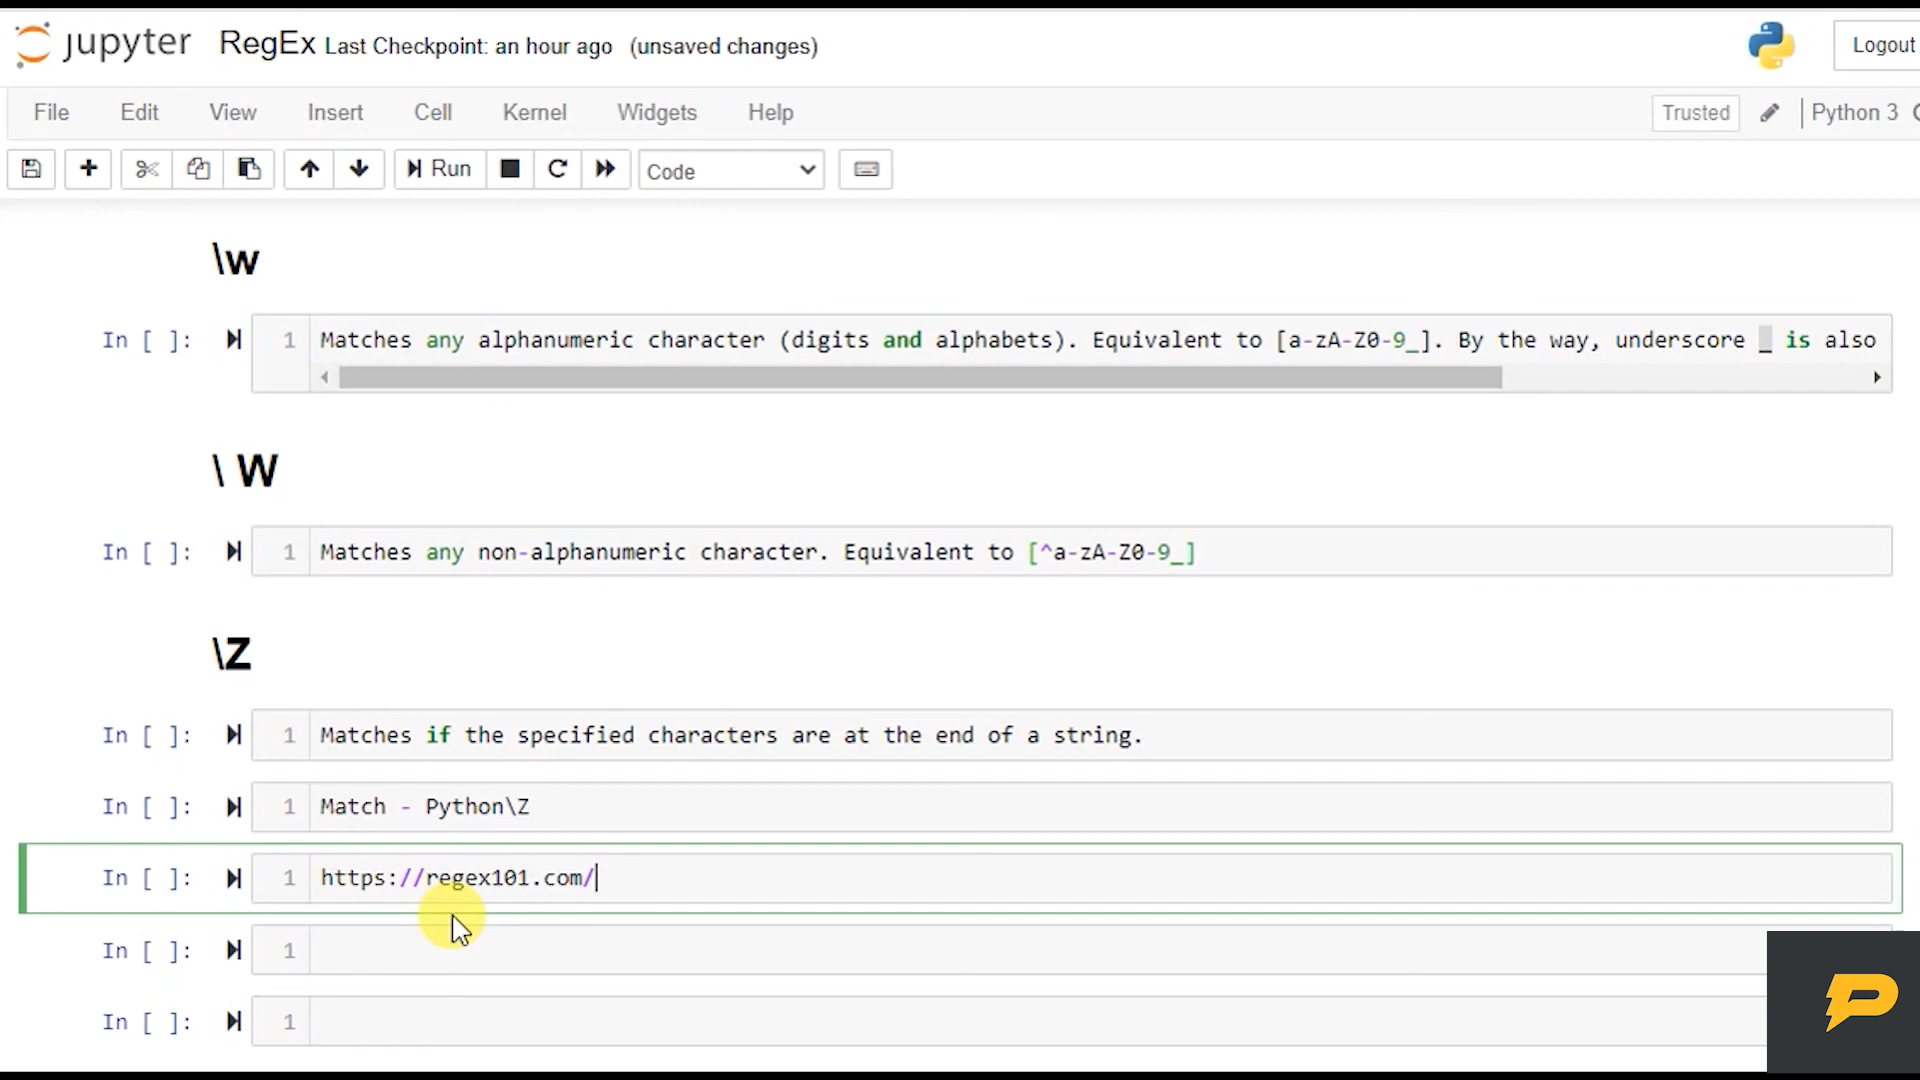 jupyter RegEx Last Checkpoint: an hour ago (unsaved changes) Logout
File Edit View Insert Cell Kernel Widgets Help Trusted Python 3
Run Code
\w
In [ ]: 1 Matches any alphanumeric character (digits and alphabets). Equivalent to [a-zA-Z0-9_]. By the way, underscore _ is also
\ W
In [ ]: 1 Matches any non-alphanumeric character. Equivalent to [^a-zA-Z0-9_]
\Z
In [ ]: 1 Matches if the specified characters are at the end of a string.
In [ ]: 1 Match - Python\Z
In [ ]: 1 https://regex101.com/
In [ ]: 1
In [ ]: 1